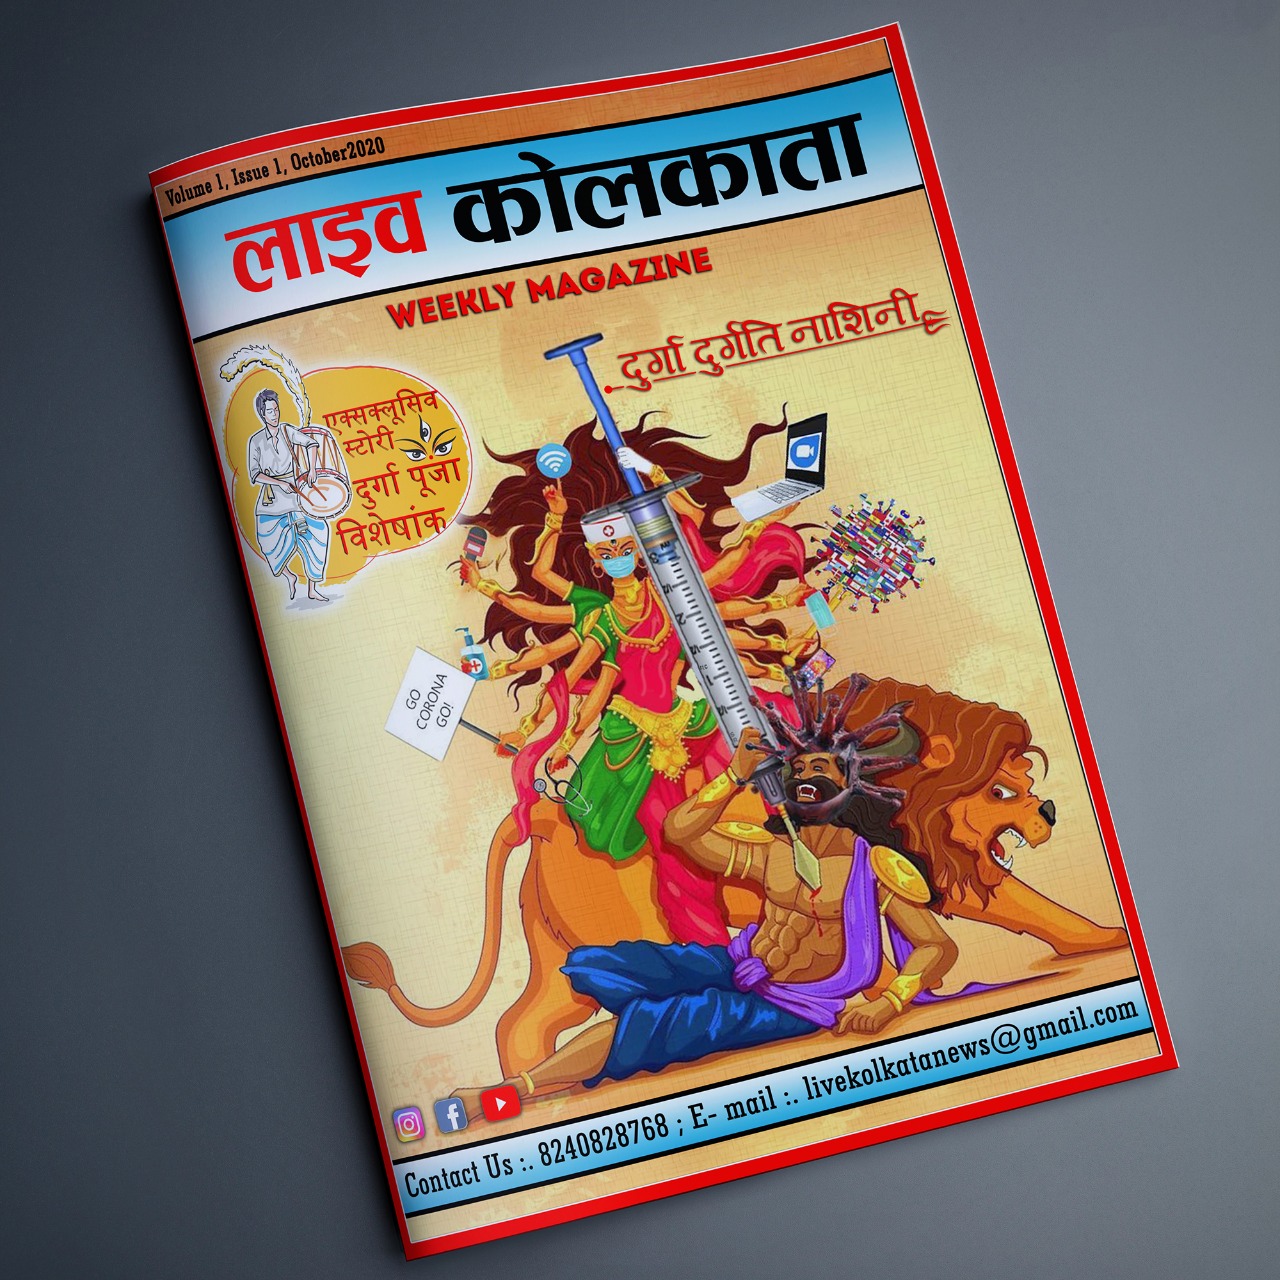 Volume 1, Issue 1, October2020
लाइव कोलकाता
WEEKLY MAGAZINE
दुर्गा दुर्गति नाशिनी
एक्सक्लूसिव
स्टोरी
दुर्गा पूजा
विशेषांक
GO
CORONA
GO!
Contact Us :. 8240828768 ; E- mail :. livekolkatanews@gmail.com